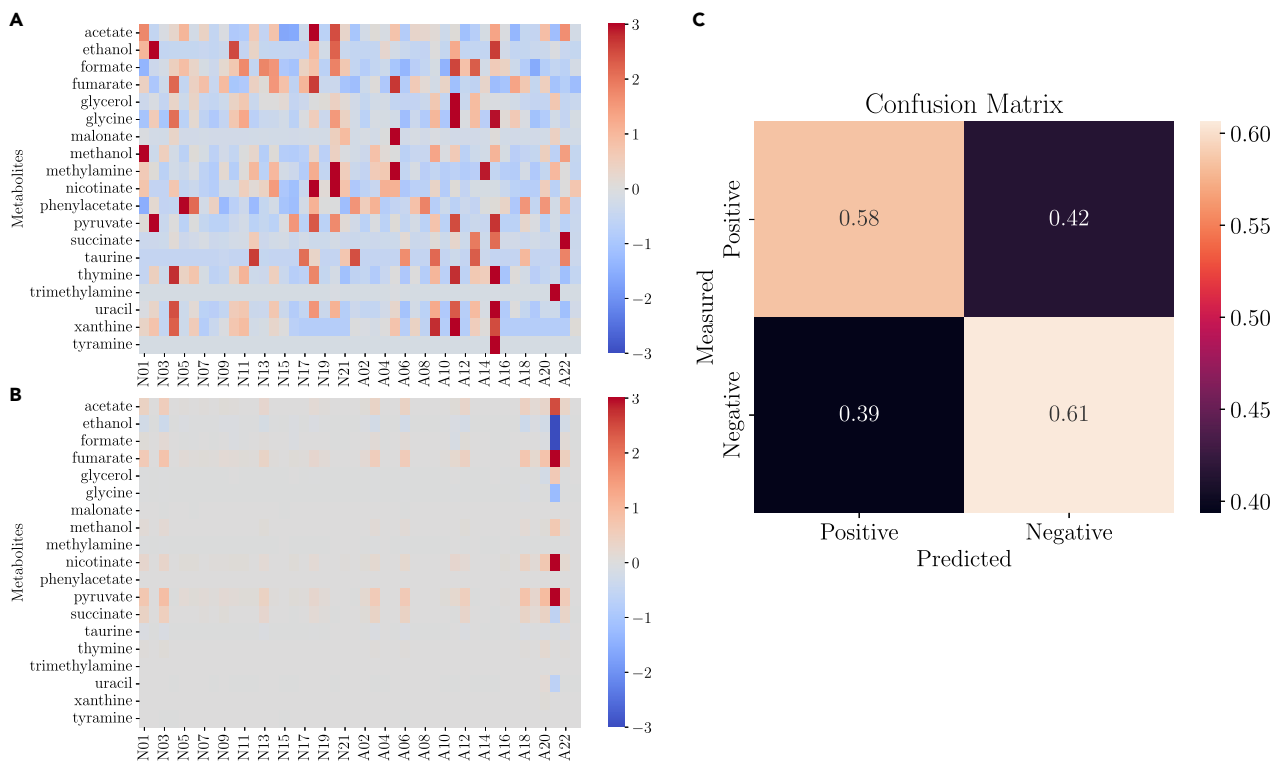 A
Metabolites
acetate
ethanol
formate
fumarate
glycerol
glycine
malonate
methanol
methylamine
nicotinate
phenylacetate
pyruvate
succinate
taurine
thymine
trimethylamine
uracil
xanthine
tyramine
N01 N03 N05 N07 N09 N11 N13 N15 N17 N19 N21 A02 A04 A06 A08 A10 A12 A14 A16 A18 A20 A22
3
2
1
0
−1
−2
−3
B
Metabolites
acetate
ethanol
formate
fumarate
glycerol
glycine
malonate
methanol
methylamine
nicotinate
phenylacetate
pyruvate
succinate
taurine
thymine
trimethylamine
uracil
xanthine
tyramine
N01 N03 N05 N07 N09 N11 N13 N15 N17 N19 N21 A02 A04 A06 A08 A10 A12 A14 A16 A18 A20 A22
3
2
1
0
−1
−2
−3
C
Confusion Matrix
Measured
Positive
Negative
0.58 0.42
0.39 0.61
Positive Negative
Predicted
0.60
0.55
0.50
0.45
0.40